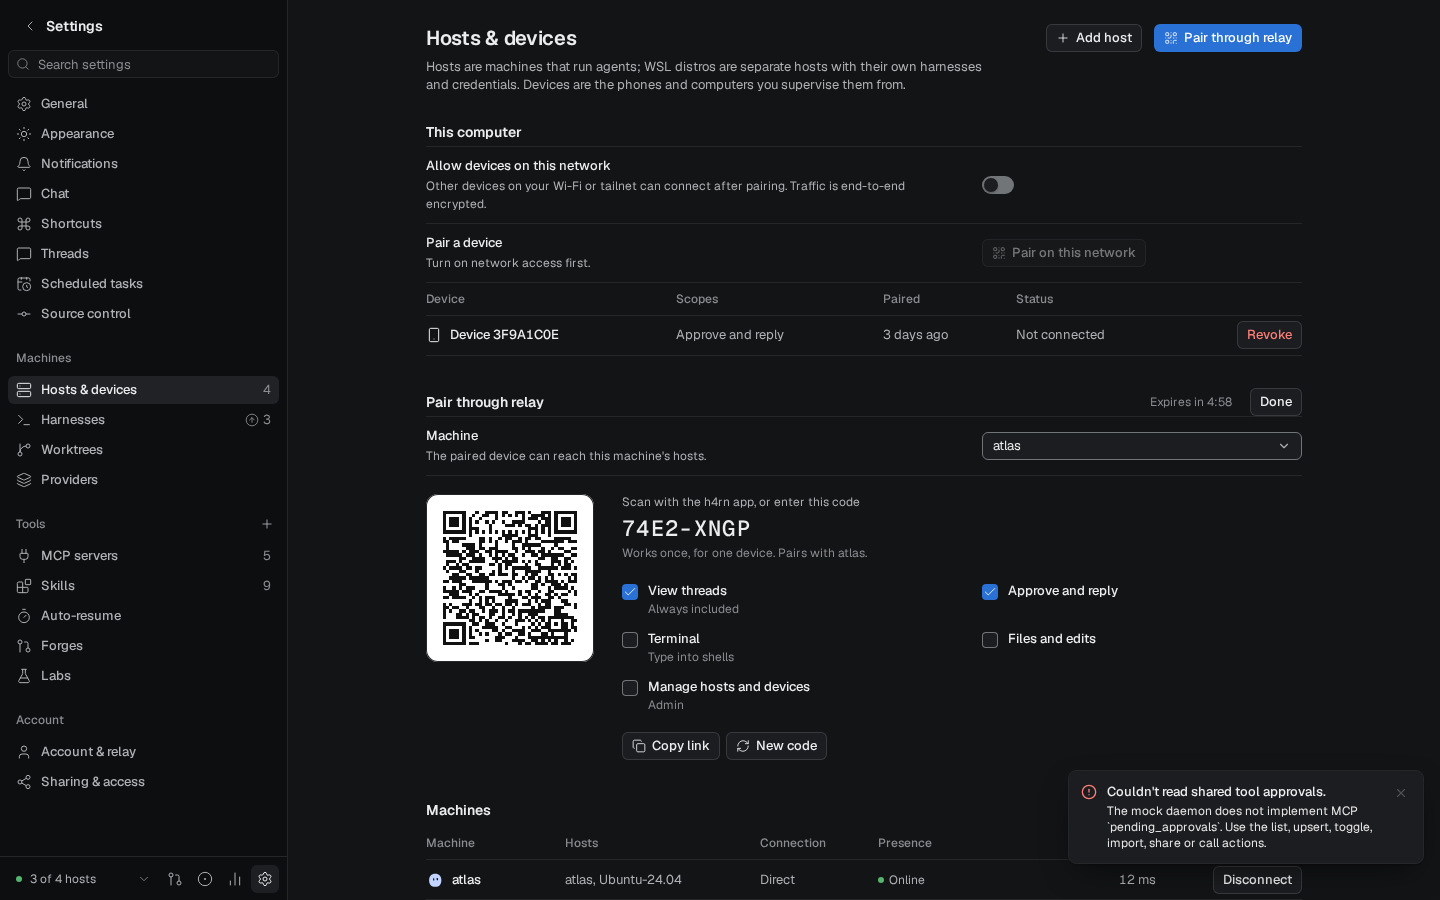 Settings
Search settings
General
Appearance
Notifications
Chat
Shortcuts
Threads
Scheduled tasks
Source control
Machines
Hosts & devices 4
Harnesses 3
Worktrees
Providers
Tools
MCP servers 5
Skills 9
Auto-resume
Forges
Labs
Account
Account & relay
Sharing & access
3 of 4 hosts
Hosts & devices
Add host
Pair through relay
Hosts are machines that run agents; WSL distros are separate hosts with their own harnesses
and credentials. Devices are the phones and computers you supervise them from.
This computer
Allow devices on this network
Other devices on your Wi-Fi or tailnet can connect after pairing. Traffic is end-to-end
encrypted.
Pair a device
Turn on network access first.
Pair on this network
Device Scopes Paired Status
Device 3F9A1C0E Approve and reply 3 days ago Not connected Revoke
Pair through relay Expires in 4:58 Done
Machine
The paired device can reach this machine's hosts.
atlas
Scan with the h4rn app, or enter this code
74E2-XNGP
Works once, for one device. Pairs with atlas.
View threads
Always included
Approve and reply
Terminal
Type into shells
Files and edits
Manage hosts and devices
Admin
Copy link
New code
Machines
Machine Hosts Connection Presence
atlas atlas, Ubuntu-24.04 Direct Online 12 ms Disconnect
Couldn't read shared tool approvals.
The mock daemon does not implement MCP
`pending_approvals`. Use the list, upsert, toggle,
import, share or call actions.